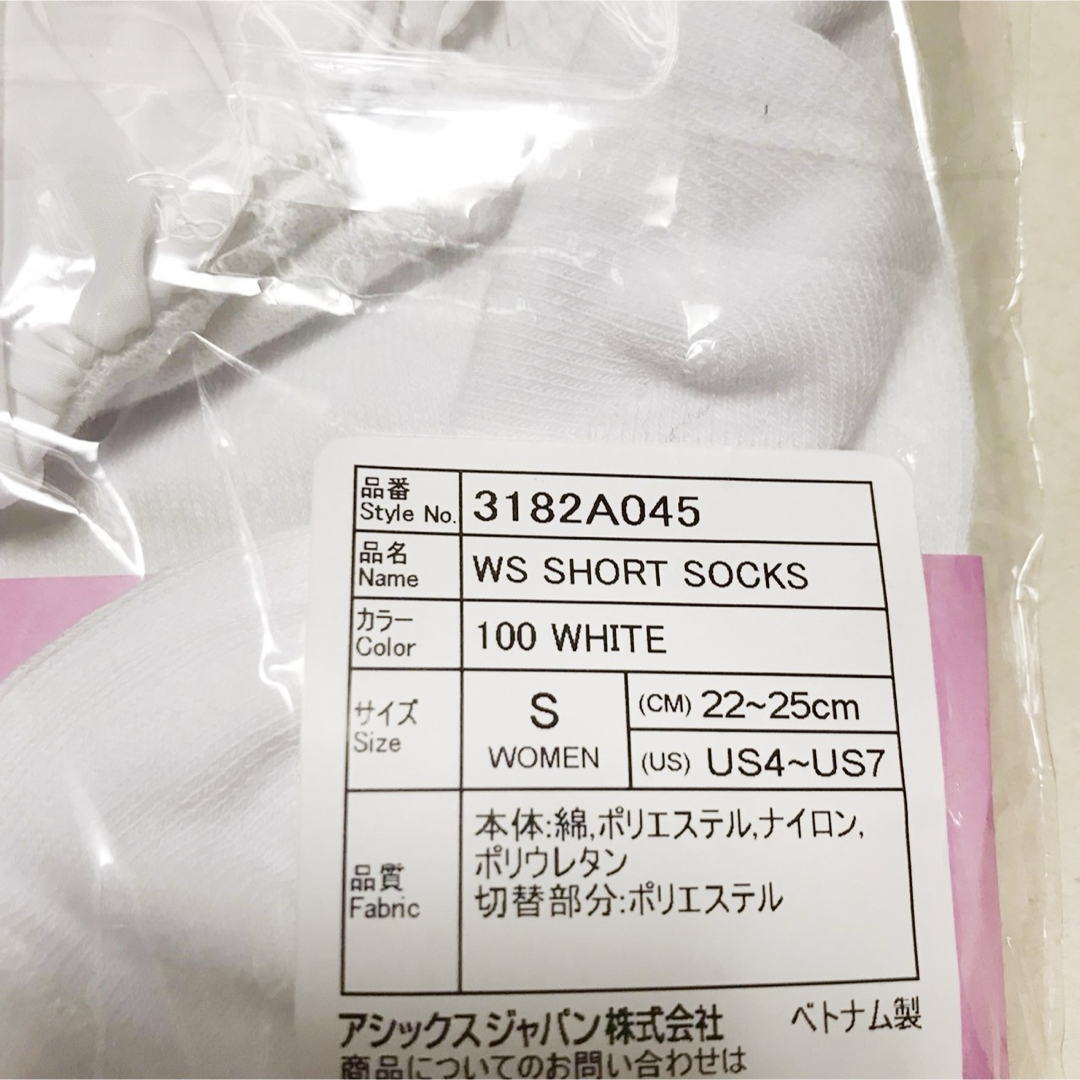 品番
Style No.
3182A045
品名
Name
WS SHORT SOCKS
カラー
Color
100 WHITE
サイズ
Size
S
WOMEN
(CM) 22~25cm
(US) US4~US7
品質
Fabric
本体:綿,ポリエステル,ナイロン,
ポリウレタン
切替部分:ポリエステル
アシックスジャパン株式会社
ベトナム製
商品についてのお問い合わせは